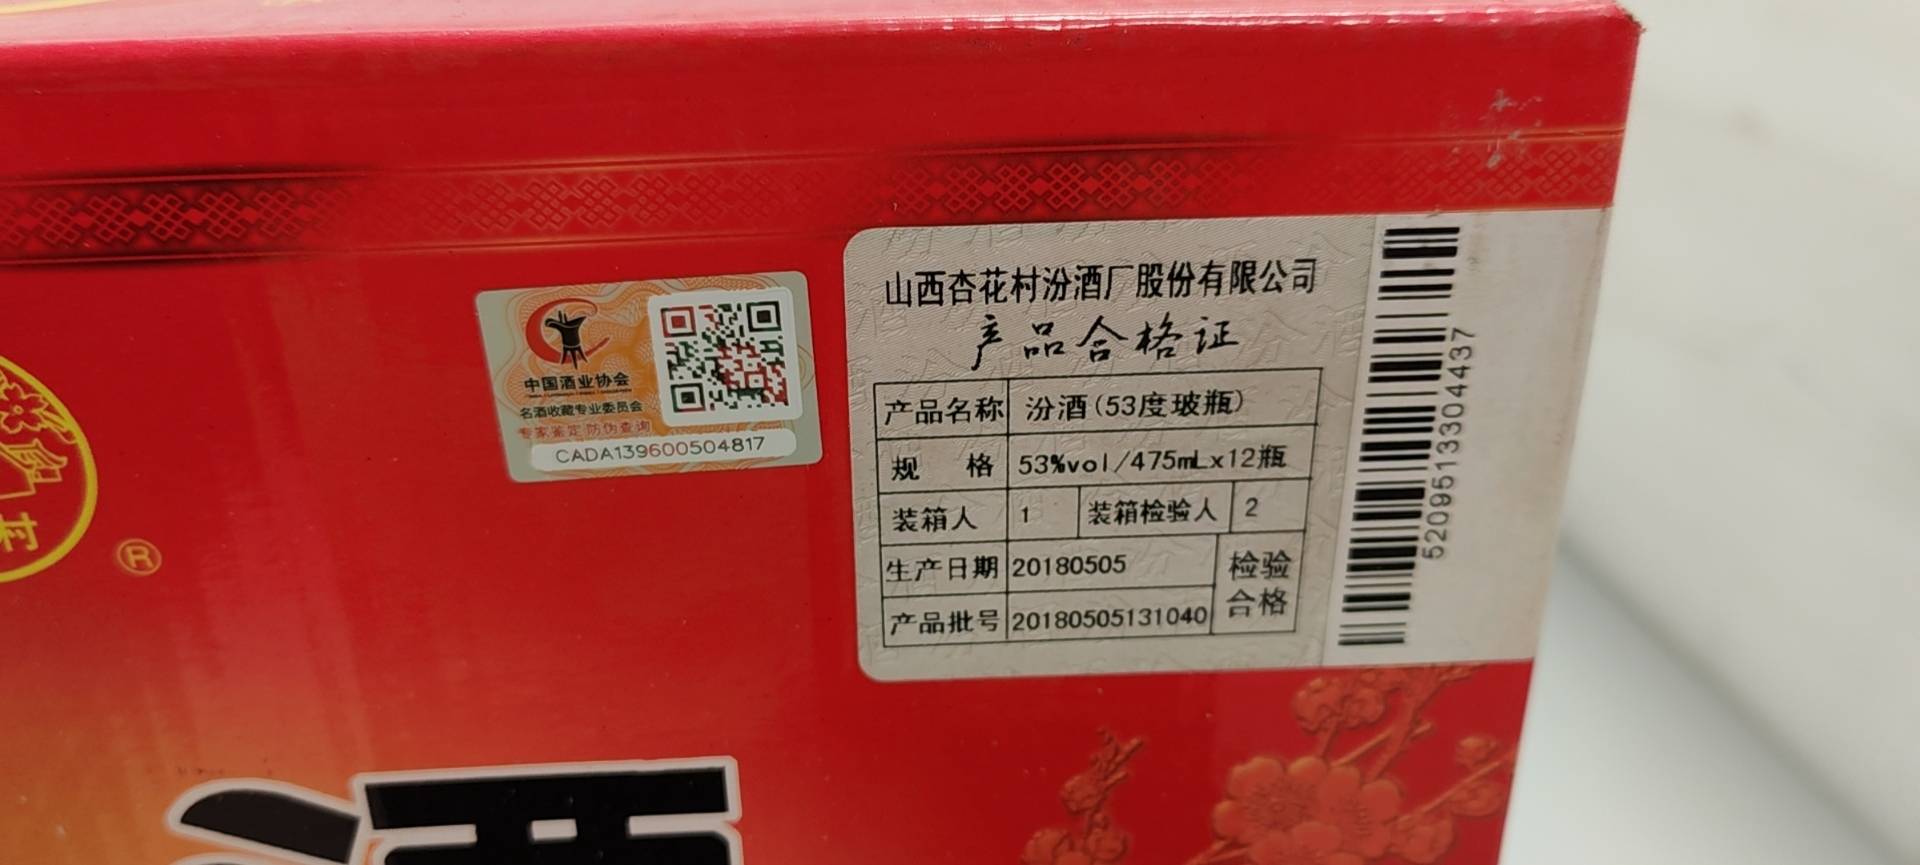 村
®
中国酒业协会
名酒收藏专业委员会
专家鉴定 防伪查询
CADA139600504817
山西杏花村汾酒厂股份有限公司
产品合格证
产品名称 汾酒(53度玻瓶)
规 格 53%vol/475mLx12瓶
装箱人 1 装箱检验人 2
生产日期 20180505 检验
产品批号 20180505131040 合格
5209513304437
酒